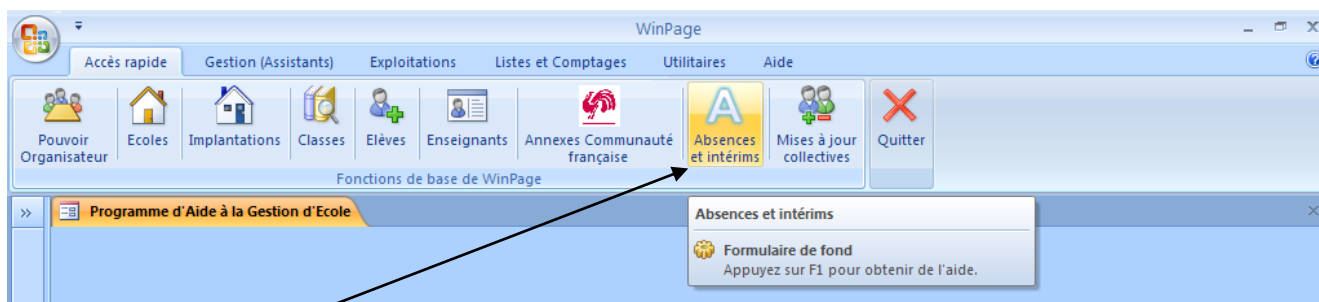 WinPage
Accès rapide Gestion (Assistants) Exploitations Listes et Comptages Utilitaires Aide
Pouvoir Organisateur
Ecoles
Implantations
Classes
Elèves
Enseignants
Annexes Communauté française
Absences et intérims
Mises à jour collectives
Quitter
Fonctions de base de WinPage
Programme d'Aide à la Gestion d'Ecole
Absences et intérims
Formulaire de fond
Appuyez sur F1 pour obtenir de l'aide.